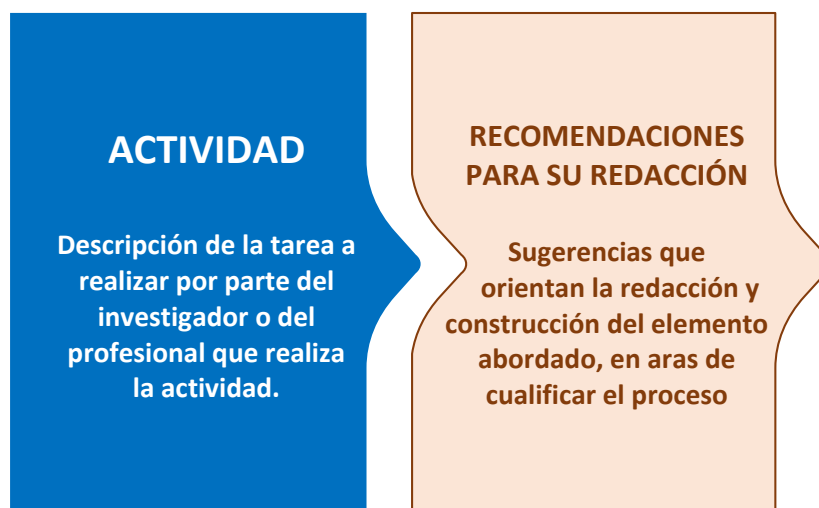 ACTIVIDAD
Descripción de la tarea a
realizar por parte del
investigador o del
profesional que realiza
la actividad.
RECOMENDACIONES
PARA SU REDACCIÓN
Sugerencias que
orientan la redacción y
construcción del elemento
abordado, en aras de
cualificar el proceso